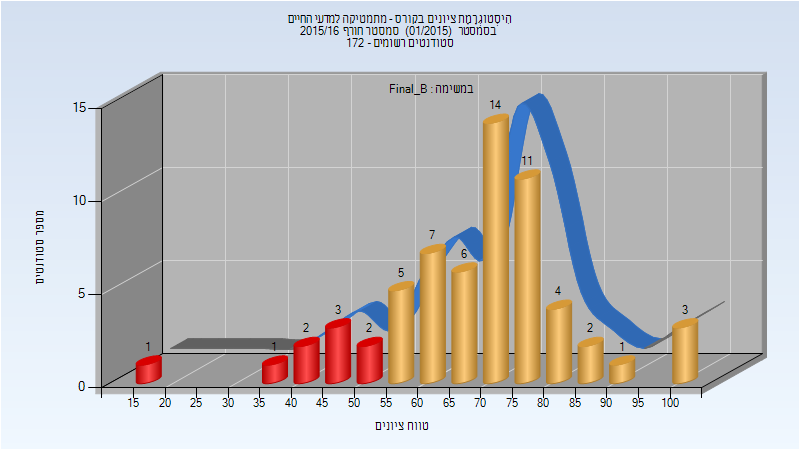 היסטוגרמת ציונים בקורס - מתמטיקה למדעי החיים
בסמסטר (01/2015) סמסטר חורף 2015/16
סטודנטים רשומים - 172
במשימה : Final_B
15
10
5
0
מספר סטודנטים
1
1
2
3
2
5
7
6
14
11
4
2
1
3
15 20 25 30 35 40 45 50 55 60 65 70 75 80 85 90 95 100
טווח ציונים